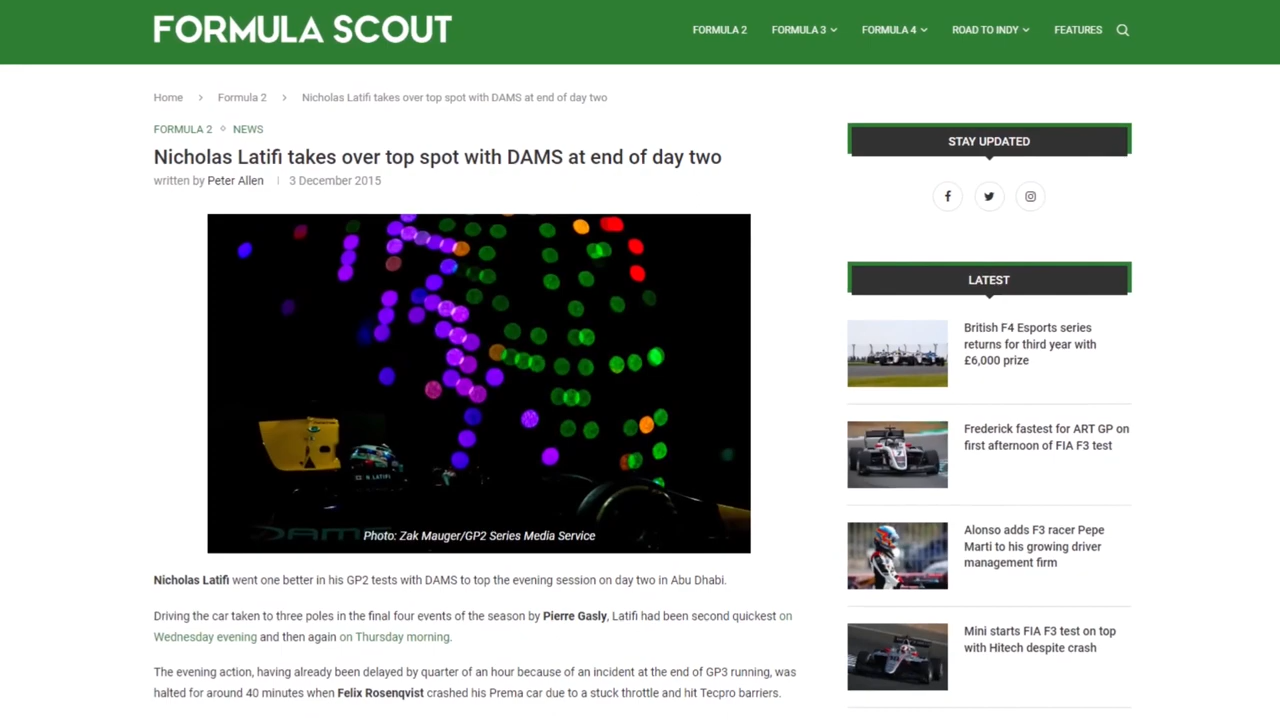 FORMULA SCOUT
FORMULA 2
FORMULA 3
FORMULA 4
ROAD TO INDY
FEATURES
Home > Formula 2 > Nicholas Latifi takes over top spot with DAMS at end of day two
FORMULA 2 ◇ NEWS
Nicholas Latifi takes over top spot with DAMS at end of day two
written by Peter Allen | 3 December 2015
N LATIFI
DAMS
Photo: Zak Mauger/GP2 Series Media Service
Nicholas Latifi went one better in his GP2 tests with DAMS to top the evening session on day two in Abu Dhabi.
Driving the car taken to three poles in the final four events of the season by Pierre Gasly, Latifi had been second quickest on
Wednesday evening and then again on Thursday morning.
The evening action, having already been delayed by quarter of an hour because of an incident at the end of GP3 running, was
halted for around 40 minutes when Felix Rosenqvist crashed his Prema car due to a stuck throttle and hit Tecpro barriers.
STAY UPDATED
LATEST
British F4 Esports series
returns for third year with
£6,000 prize
Frederick fastest for ART GP on
first afternoon of FIA F3 test
Alonso adds F3 racer Pepe
Marti to his growing driver
management firm
Mini starts FIA F3 test on top
with Hitech despite crash